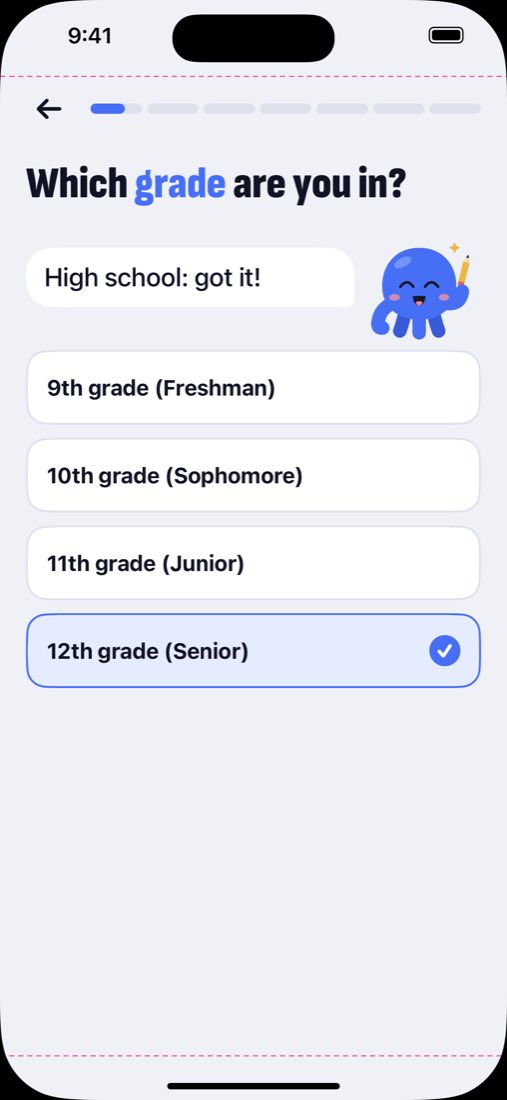 9:41
Which grade are you in?
High school: got it!
9th grade (Freshman)
10th grade (Sophomore)
11th grade (Junior)
12th grade (Senior)